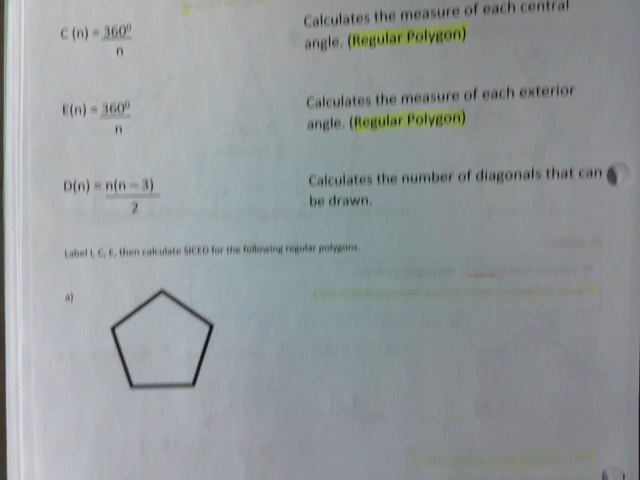 C (n) = 360⁰
n
Calculates the measure of each central
angle. (Regular Polygon)
E(n) = 360⁰
n
Calculates the measure of each exterior
angle. (Regular Polygon)
D(n) = n(n – 3)
2
Calculates the number of diagonals that can
be drawn.
Label I, C, E, then calculate SICED for the following regular polygons.
a)